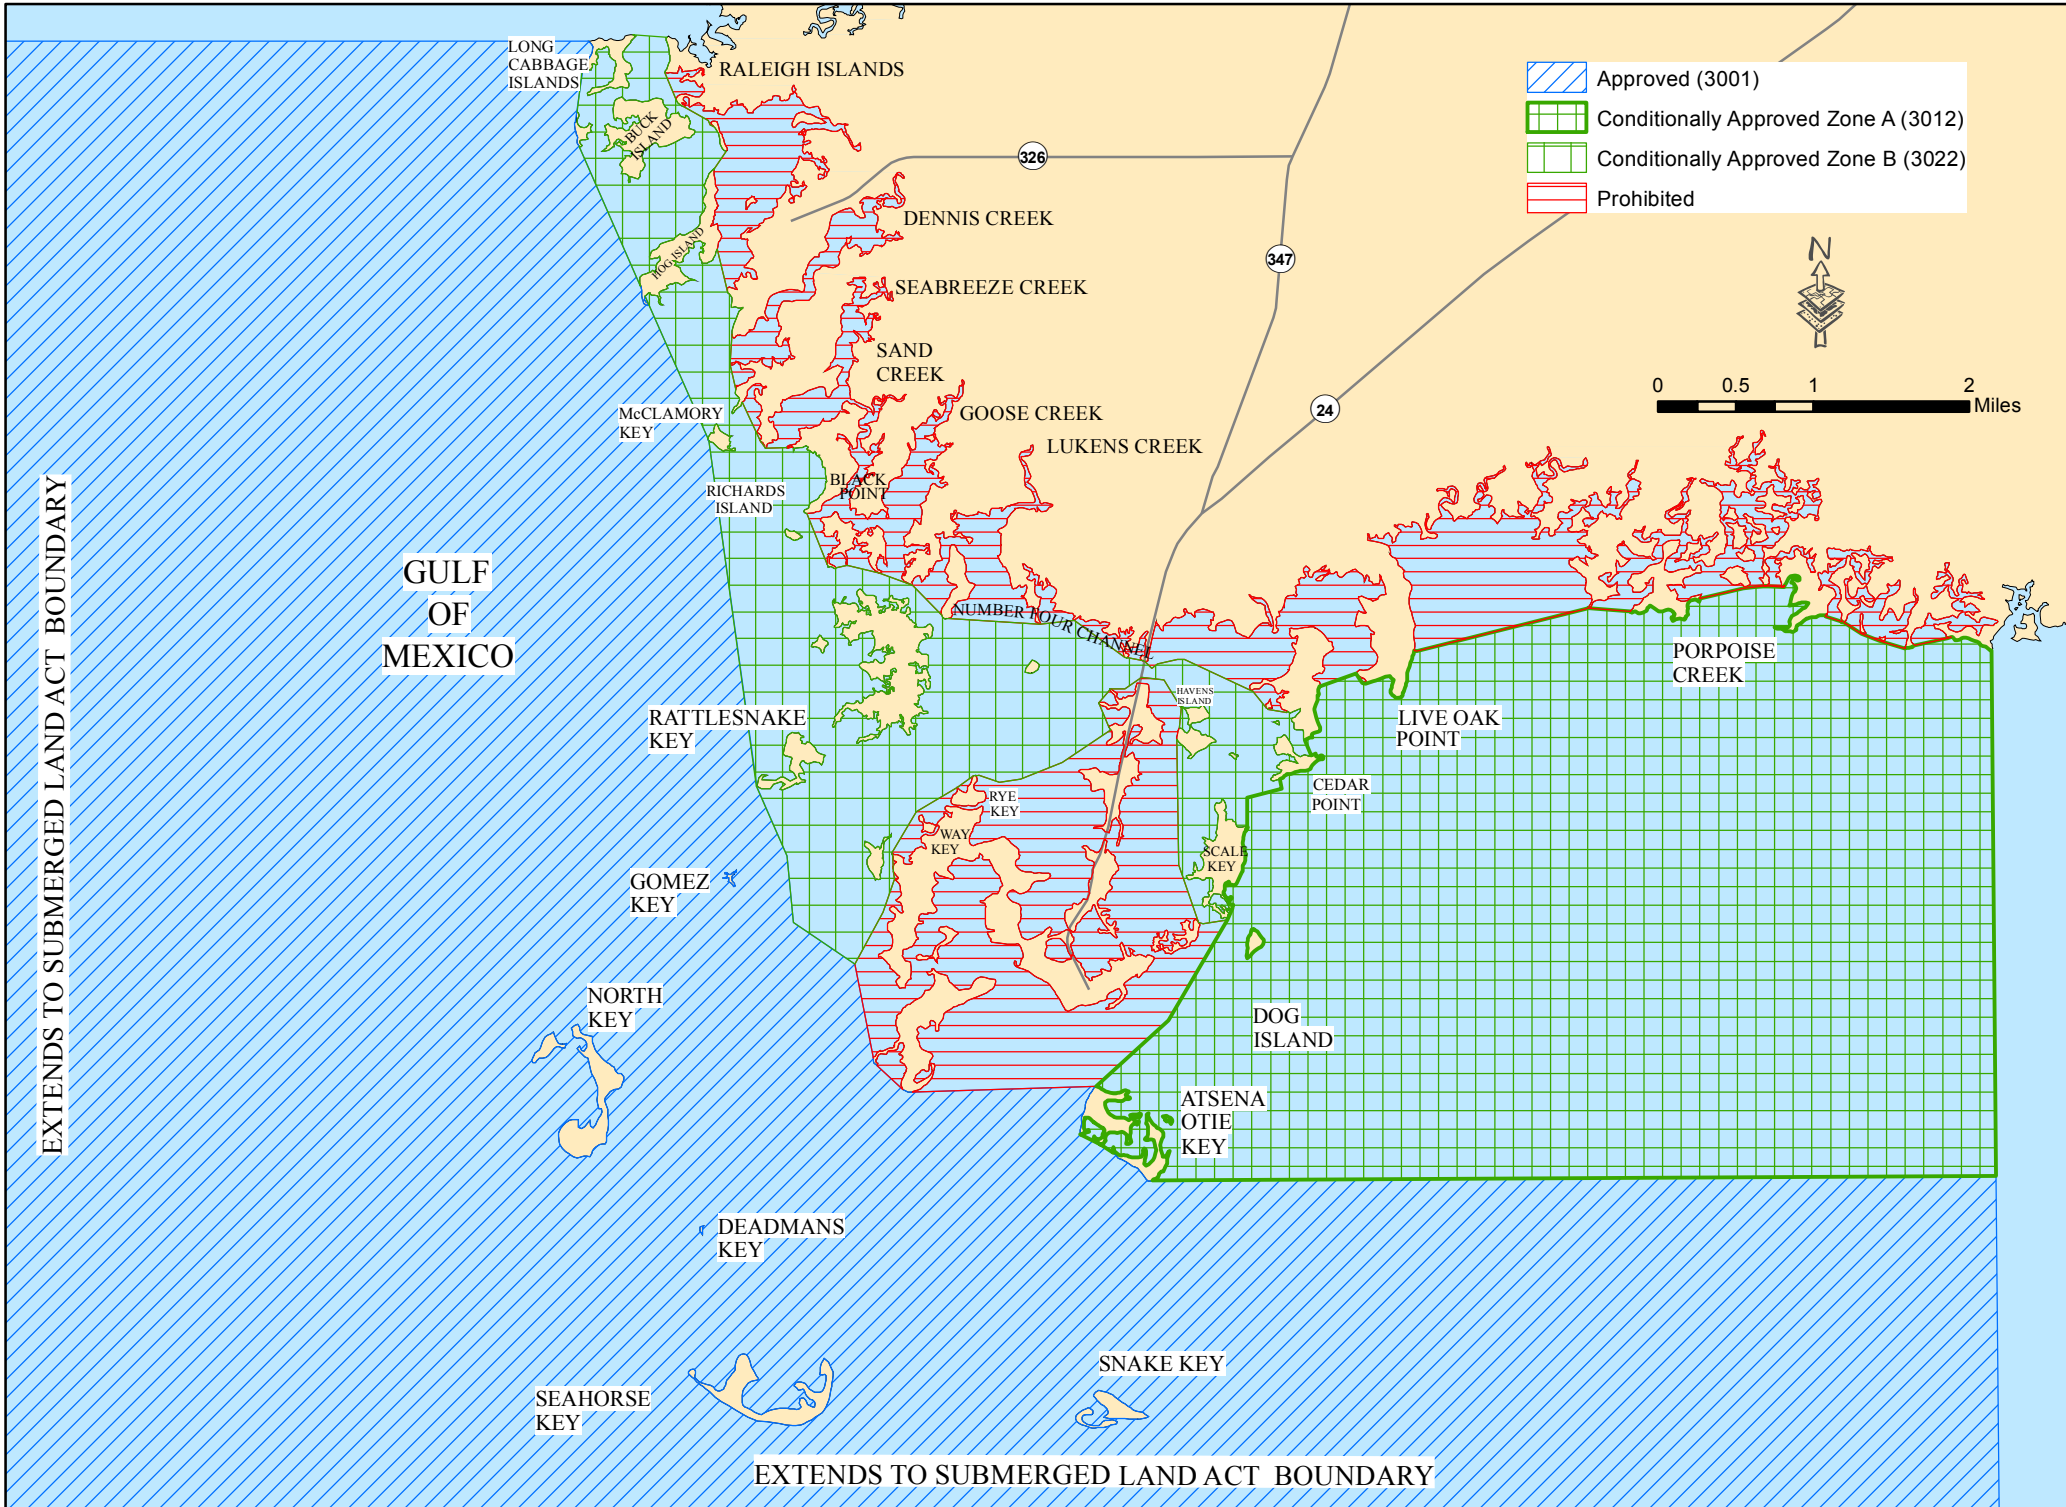 LONG
CABBAGE
ISLANDS
RALEIGH ISLANDS
BUCK
ISLAND
HOG ISLAND
326
DENNIS CREEK
SEABREEZE CREEK
347
SAND
CREEK
24
McCLAMORY
KEY
GOOSE CREEK
LUKENS CREEK
RICHARDS
ISLAND
BLACK
POINT
Approved (3001)
Conditionally Approved Zone A (3012)
Conditionally Approved Zone B (3022)
Prohibited
N
0 0.5 1 2
Miles
GULF
OF
MEXICO
NUMBER FOUR CHANNEL
PORPOISE
CREEK
HAVENS
ISLAND
RATTLESNAKE
KEY
LIVE OAK
POINT
CEDAR
POINT
RYE
KEY
WAY
KEY
SCALE
KEY
GOMEZ
KEY
NORTH
KEY
DOG
ISLAND
ATSENA
OTIE
KEY
DEADMANS
KEY
SNAKE KEY
SEAHORSE
KEY
EXTENDS TO SUBMERGED LAND ACT BOUNDARY
EXTENDS TO SUBMERGED LAND ACT BOUNDARY